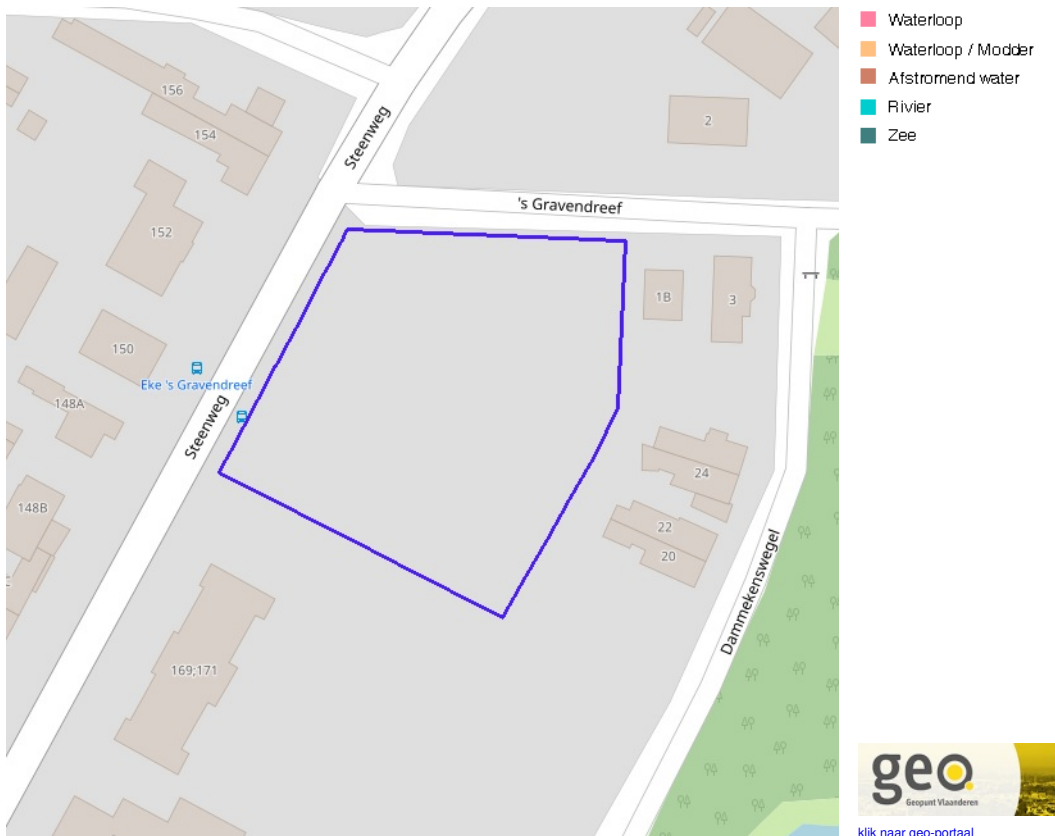 Waterloop
Waterloop / Modder
Afstromend water
Rivier
Zee
156
154
Steenweg
2
's Gravendreef
152
1B
3
150
Eke 's Gravendreef
148A
Steenweg
24
148B
22
20
Dammekenswegel
169;171
geo.
Geopunt Vlaanderen
klik naar geo-portaal